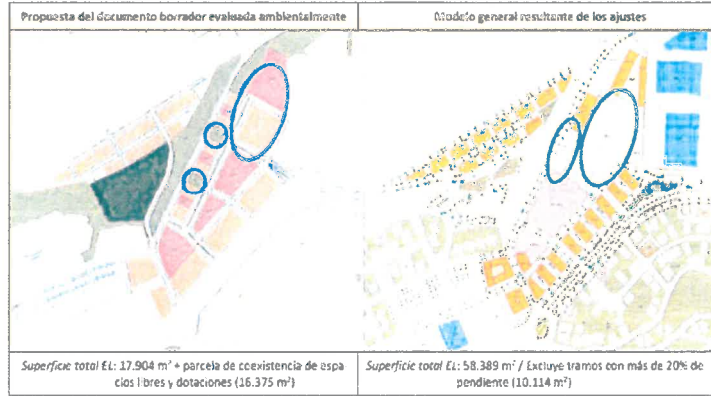 Propuesta del documento borrador evaluada ambientalmente
Modelo general resultante de los ajustes
Superficie total EL: 17.904 m² + parcela de coexistencia de espa
cios libres y dotaciones (16.375 m²)
Superficie total EL: 58.389 m² / Excluye tramos con más de 20% de
pendiente (10.114 m²)